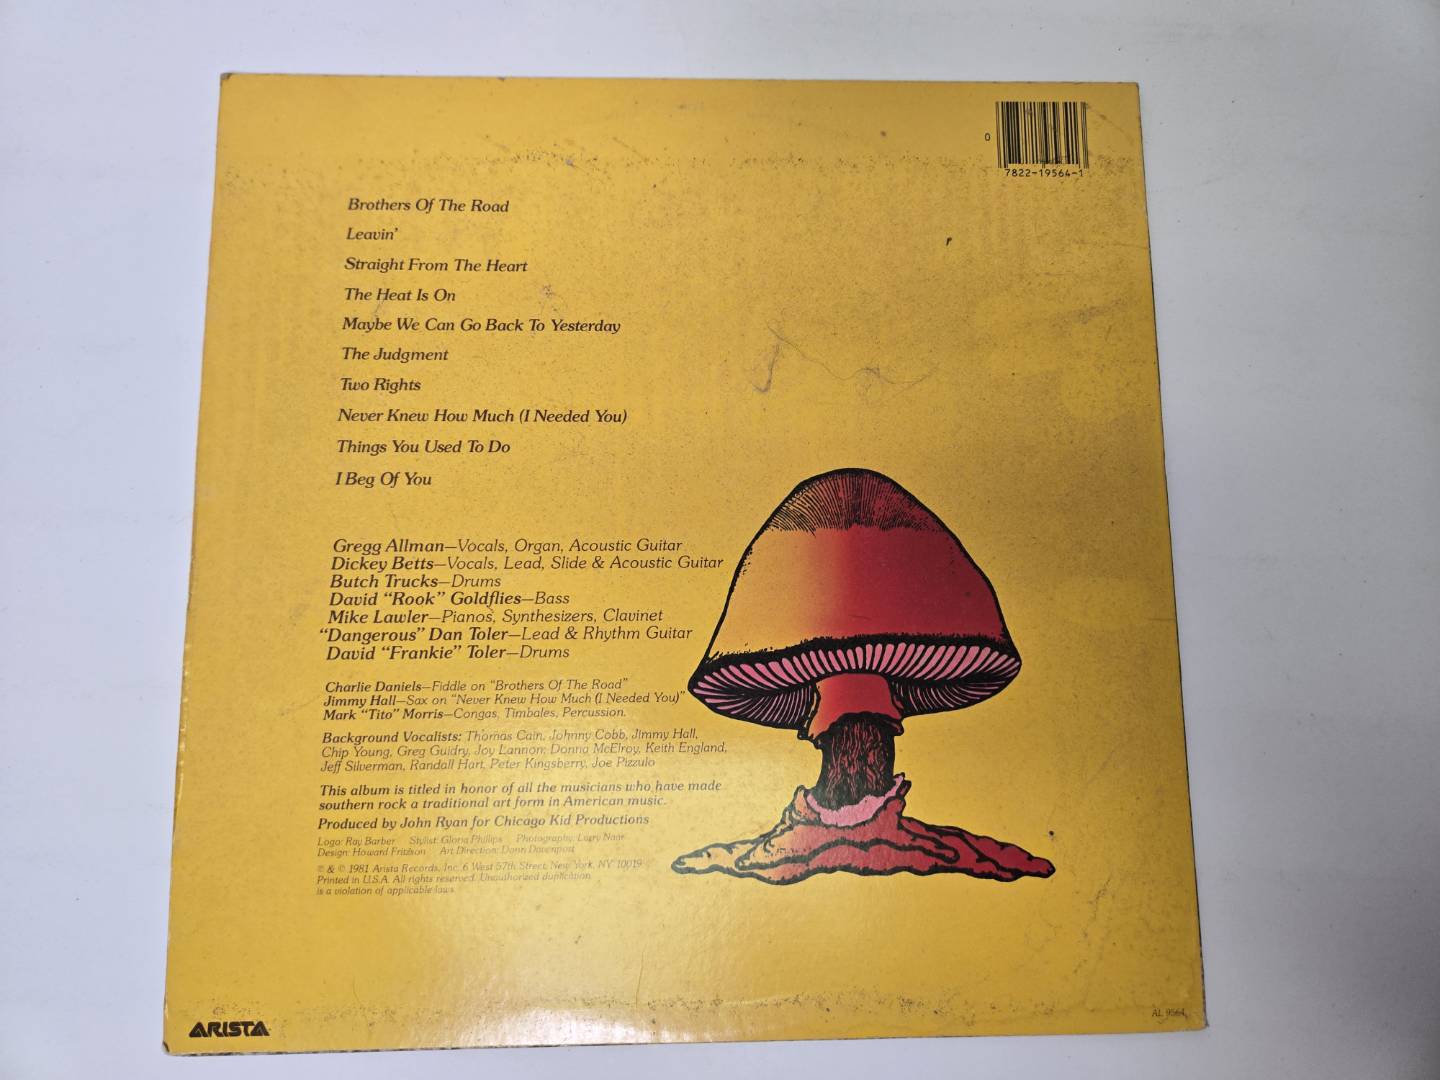 0
7822-19564-1
Brothers Of The Road
Leavin'
Straight From The Heart
The Heat Is On
Maybe We Can Go Back To Yesterday
The Judgment
Two Rights
Never Knew How Much (I Needed You)
Things You Used To Do
I Beg Of You
Gregg Allman—Vocals, Organ, Acoustic Guitar
Dickey Betts—Vocals, Lead, Slide & Acoustic Guitar
Butch Trucks—Drums
David "Rook" Goldflies—Bass
Mike Lawler—Pianos, Synthesizers, Clavinet
"Dangerous" Dan Toler—Lead & Rhythm Guitar
David "Frankie" Toler—Drums
Charlie Daniels—Fiddle on "Brothers Of The Road"
Jimmy Hall—Sax on "Never Knew How Much (I Needed You)"
Mark "Tito" Morris—Congas, Timbales, Percussion.
Background Vocalists: Thomas Cain, Johnny Cobb, Jimmy Hall,
Chip Young, Greg Guidry, Joy Lannon, Donna McElroy, Keith England,
Jeff Silverman, Randall Hart, Peter Kingsberry, Joe Pizzulo
This album is titled in honor of all the musicians who have made
southern rock a traditional art form in American music.
Produced by John Ryan for Chicago Kid Productions
Logo: Ray Barber Stylist: Gloria Phillips Photography: Larry Naar
Design: Howard Fritzson Art Direction: Donn Davenport
℗ & © 1981 Arista Records, Inc. 6 West 57th Street, New York, NY 10019
Printed in U.S.A. All rights reserved. Unauthorized duplication
is a violation of applicable laws.
ARISTA
AL 9564